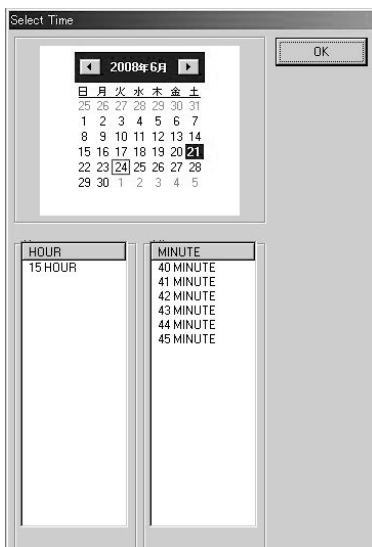 Select Time
OK
2008年6月
日 月 火 水 木 金 土
25 26 27 28 29 30 31
1 2 3 4 5 6 7
8 9 10 11 12 13 14
15 16 17 18 19 20 21
22 23 24 25 26 27 28
29 30 1 2 3 4 5
HOUR
15 HOUR
MINUTE
40 MINUTE
41 MINUTE
42 MINUTE
43 MINUTE
44 MINUTE
45 MINUTE